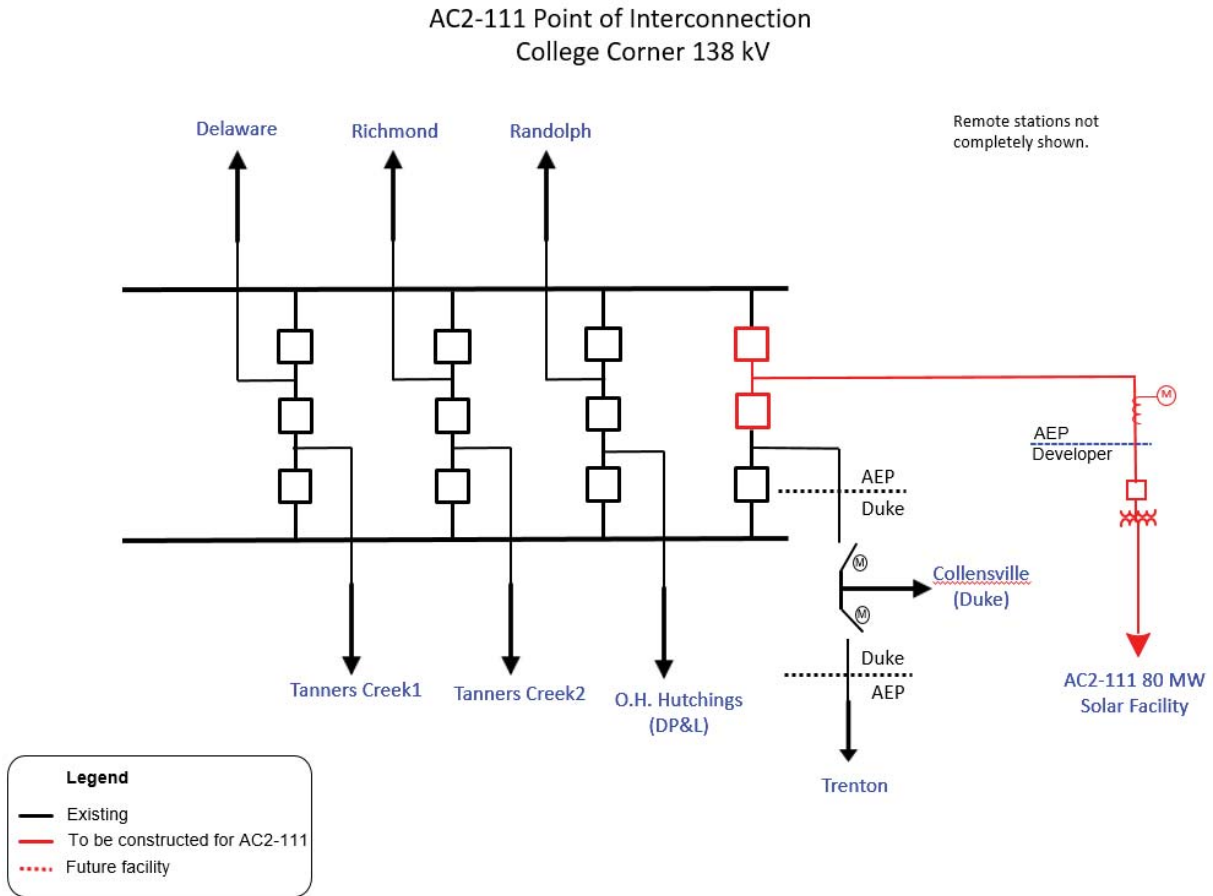 AC2-111 Point of Interconnection
College Corner 138 kV
Delaware
Richmond
Randolph
Remote stations not
completely shown.
M
AEP
Developer
AEP
Duke
M
Collensville
(Duke)
M
Duke
AEP
Tanners Creek1
Tanners Creek2
O.H. Hutchings
(DP&L)
AC2-111 80 MW
Solar Facility
Trenton
Legend
Existing
To be constructed for AC2-111
Future facility